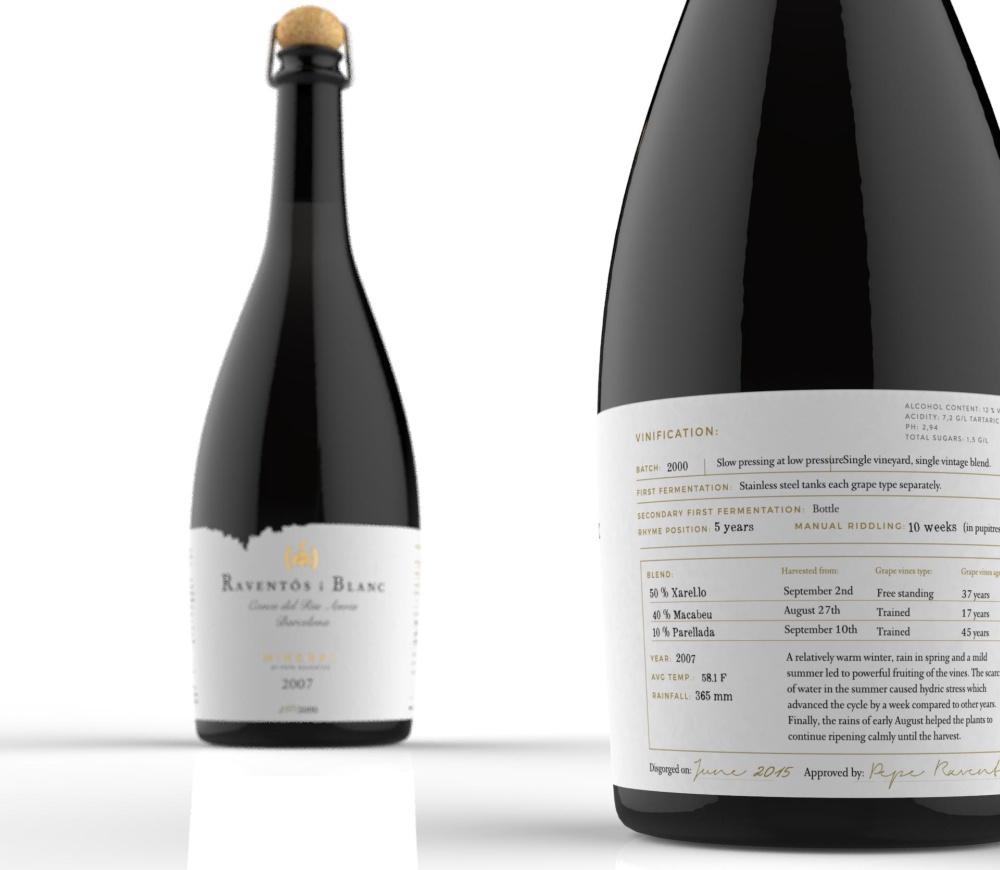 RAVENTÓS i BLANC
Conca del Riu Anoia
Barcelona
MINERAL
2007
VINIFICATION:
ALCOHOL CONTENT: 12 % V
ACIDITY: 7,2 G/L TARTARIC
PH: 2,94
TOTAL SUGARS: 1,5 G/L
BATCH: 2000 Slow pressing at low pressureSingle vineyard, single vintage blend.
FIRST FERMENTATION: Stainless steel tanks each grape type separately.
SECONDARY FIRST FERMENTATION: Bottle
RHYME POSITION: 5 years MANUAL RIDDLING: 10 weeks (in pupitres
BLEND: Harvested from: Grape vines type: Grape vines age
50 % Xarel.lo September 2nd Free standing 37 years
40 % Macabeu August 27th Trained 17 years
10 % Parellada September 10th Trained 45 years
YEAR: 2007
AVG TEMP.: 58.1 F
RAINFALL: 365 mm
A relatively warm winter, rain in spring and a mild
summer led to powerful fruiting of the vines. The scarc
of water in the summer caused hydric stress which
advanced the cycle by a week compared to other years.
Finally, the rains of early August helped the plants to
continue ripening calmly until the harvest.
Disgorged on: June 2015 Approved by: Pepe Ravent